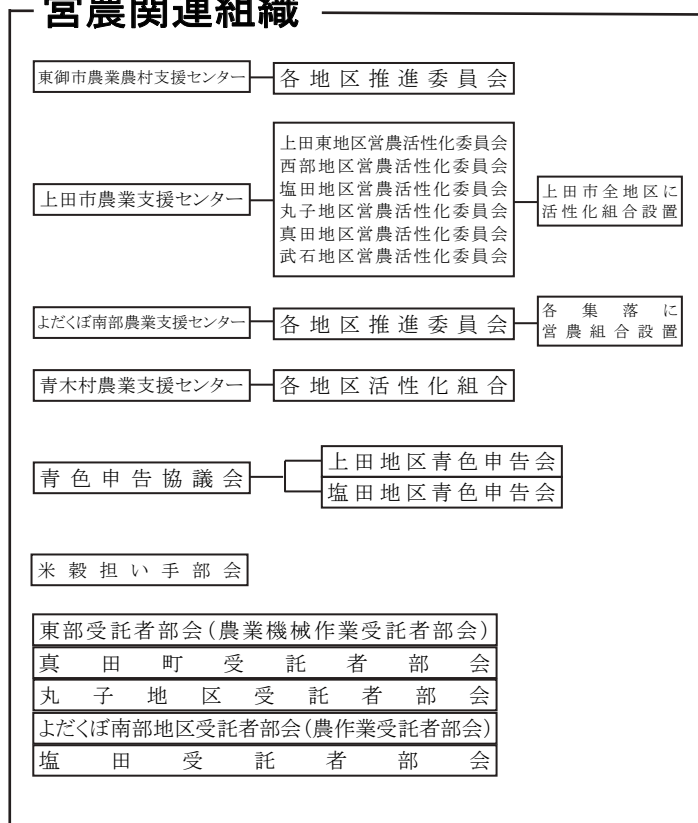 営農関連組織
東御市農業農村支援センター
各地区推進委員会
上田市農業支援センター
上田東地区営農活性化委員会
西部地区営農活性化委員会
塩田地区営農活性化委員会
丸子地区営農活性化委員会
真田地区営農活性化委員会
武石地区営農活性化委員会
上田市全地区に
活性化組合設置
よだくぼ南部農業支援センター
各地区推進委員会
各集落に
営農組合設置
青木村農業支援センター
各地区活性化組合
青色申告協議会
上田地区青色申告会
塩田地区青色申告会
米穀担い手部会
東部受託者部会(農業機械作業受託者部会)
真田町受託者部会
丸子地区受託者部会
よだくぼ南部地区受託者部会(農作業受託者部会)
塩田受託者部会